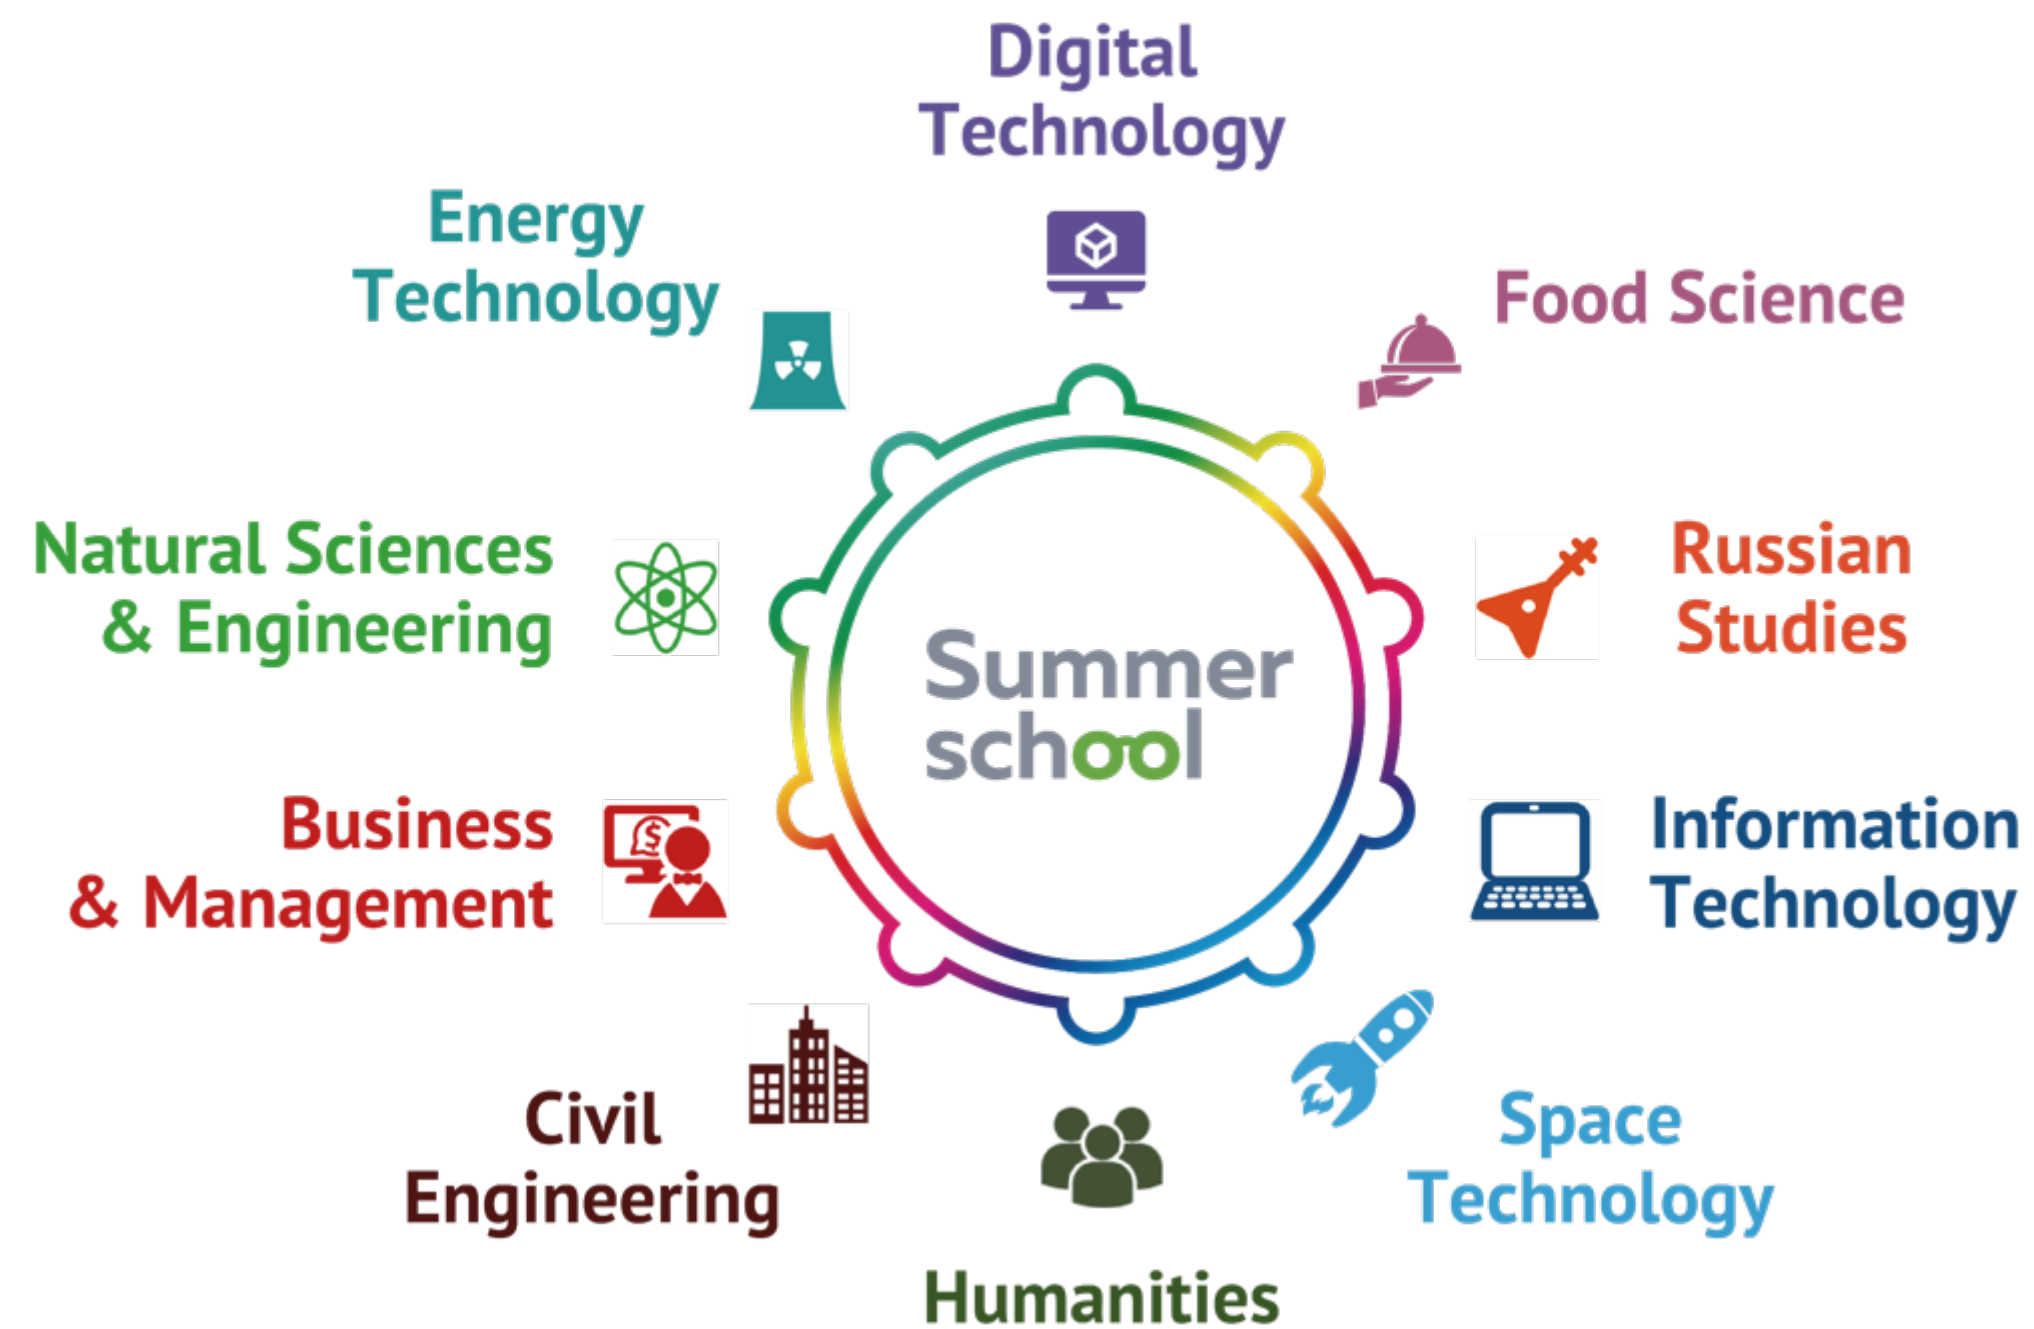 Digital
Technology
Energy
Technology
Food Science
Natural Sciences
& Engineering
Russian
Studies
Summer
school
Business
& Management
Information
Technology
Civil
Engineering
Space
Technology
Humanities